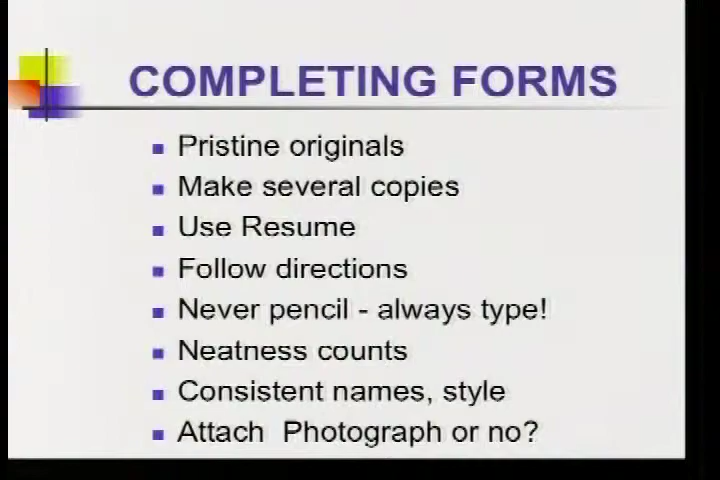 COMPLETING FORMS
Pristine originals
Make several copies
Use Resume
Follow directions
Never pencil - always type!
Neatness counts
Consistent names, style
Attach  Photograph or no?